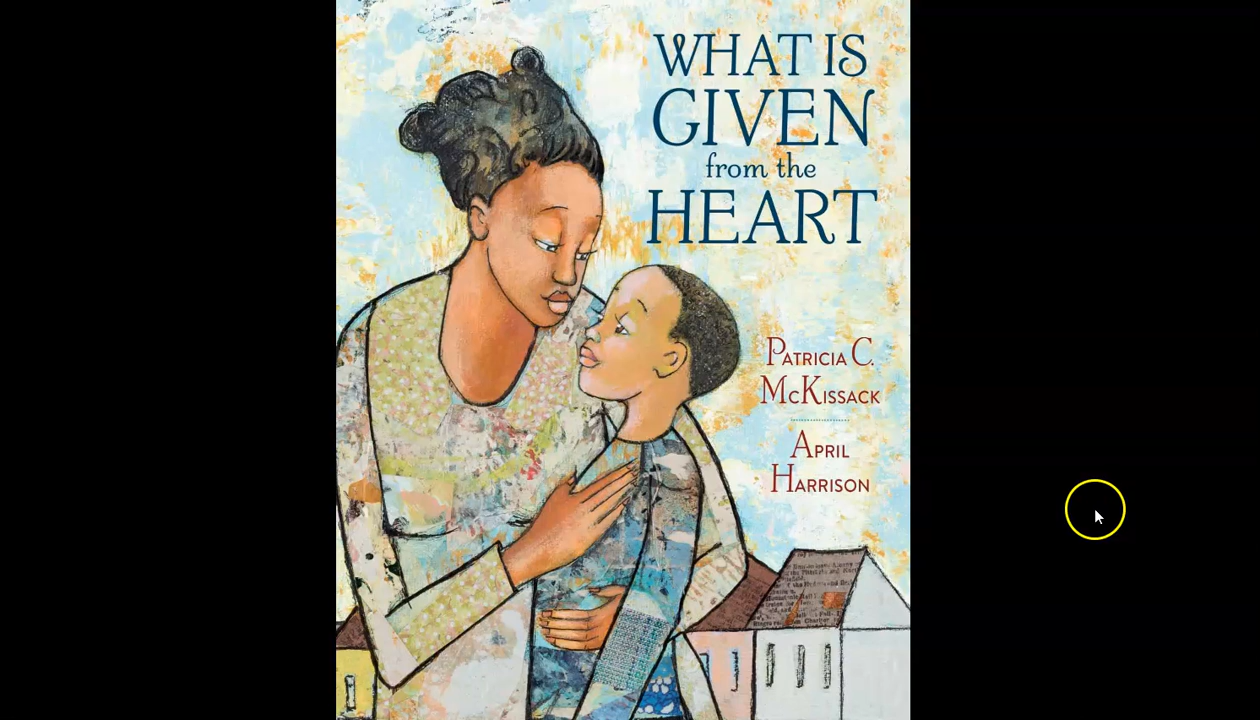 WHAT IS
GIVEN
from the
HEART
PATRICIA C.
MCKISSACK
APRIL
HARRISON